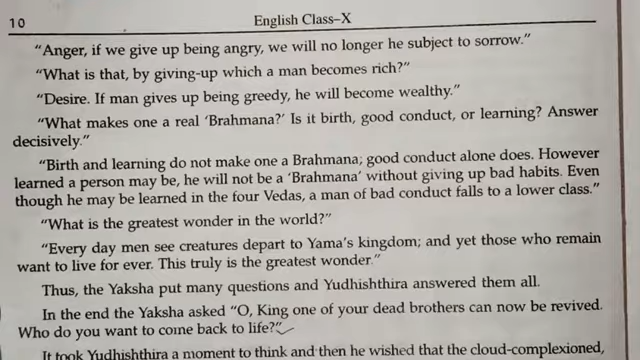 10
English Class–X
"Anger, if we give up being angry, we will no longer he subject to sorrow."
"What is that, by giving-up which a man becomes rich?"
"Desire. If man gives up being greedy, he will become wealthy."
"What makes one a real 'Brahmana?' Is it birth, good conduct, or learning? Answer
decisively."
"Birth and learning do not make one a Brahmana; good conduct alone does. However
learned a person may be, he will not be a 'Brahmana' without giving up bad habits. Even
though he may be learned in the four Vedas, a man of bad conduct falls to a lower class."
"What is the greatest wonder in the world?"
"Every day men see creatures depart to Yama's kingdom; and yet those who remain
want to live for ever. This truly is the greatest wonder."
Thus, the Yaksha put many questions and Yudhishthira answered them all.
In the end the Yaksha asked "O, King one of your dead brothers can now be revived.
Who do you want to come back to life?"
It took Yudhishthira a moment to think and then he wished that the cloud-complexioned,